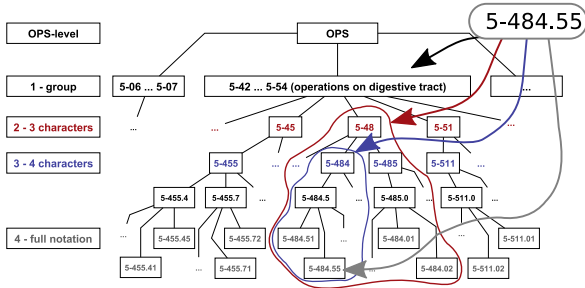 5-484.55
OPS-level OPS
1 - group 5-06 ... 5-07 5-42 ... 5-54 (operations on digestive tract) ...
2 - 3 characters ... ... 5-45 5-48 5-51 ...
3 - 4 characters 5-455 ... ... 5-484 5-485 ... 5-511
5-455.4 5-455.7 ... 5-484.5 ... 5-485.0 ... 5-511.0 ...
4 - full notation ... 5-455.45 5-455.72 5-484.51 5-484.01 ... 5-511.01
5-455.41 ... 5-455.71 ... 5-484.55 ... 5-484.02 5-511.02